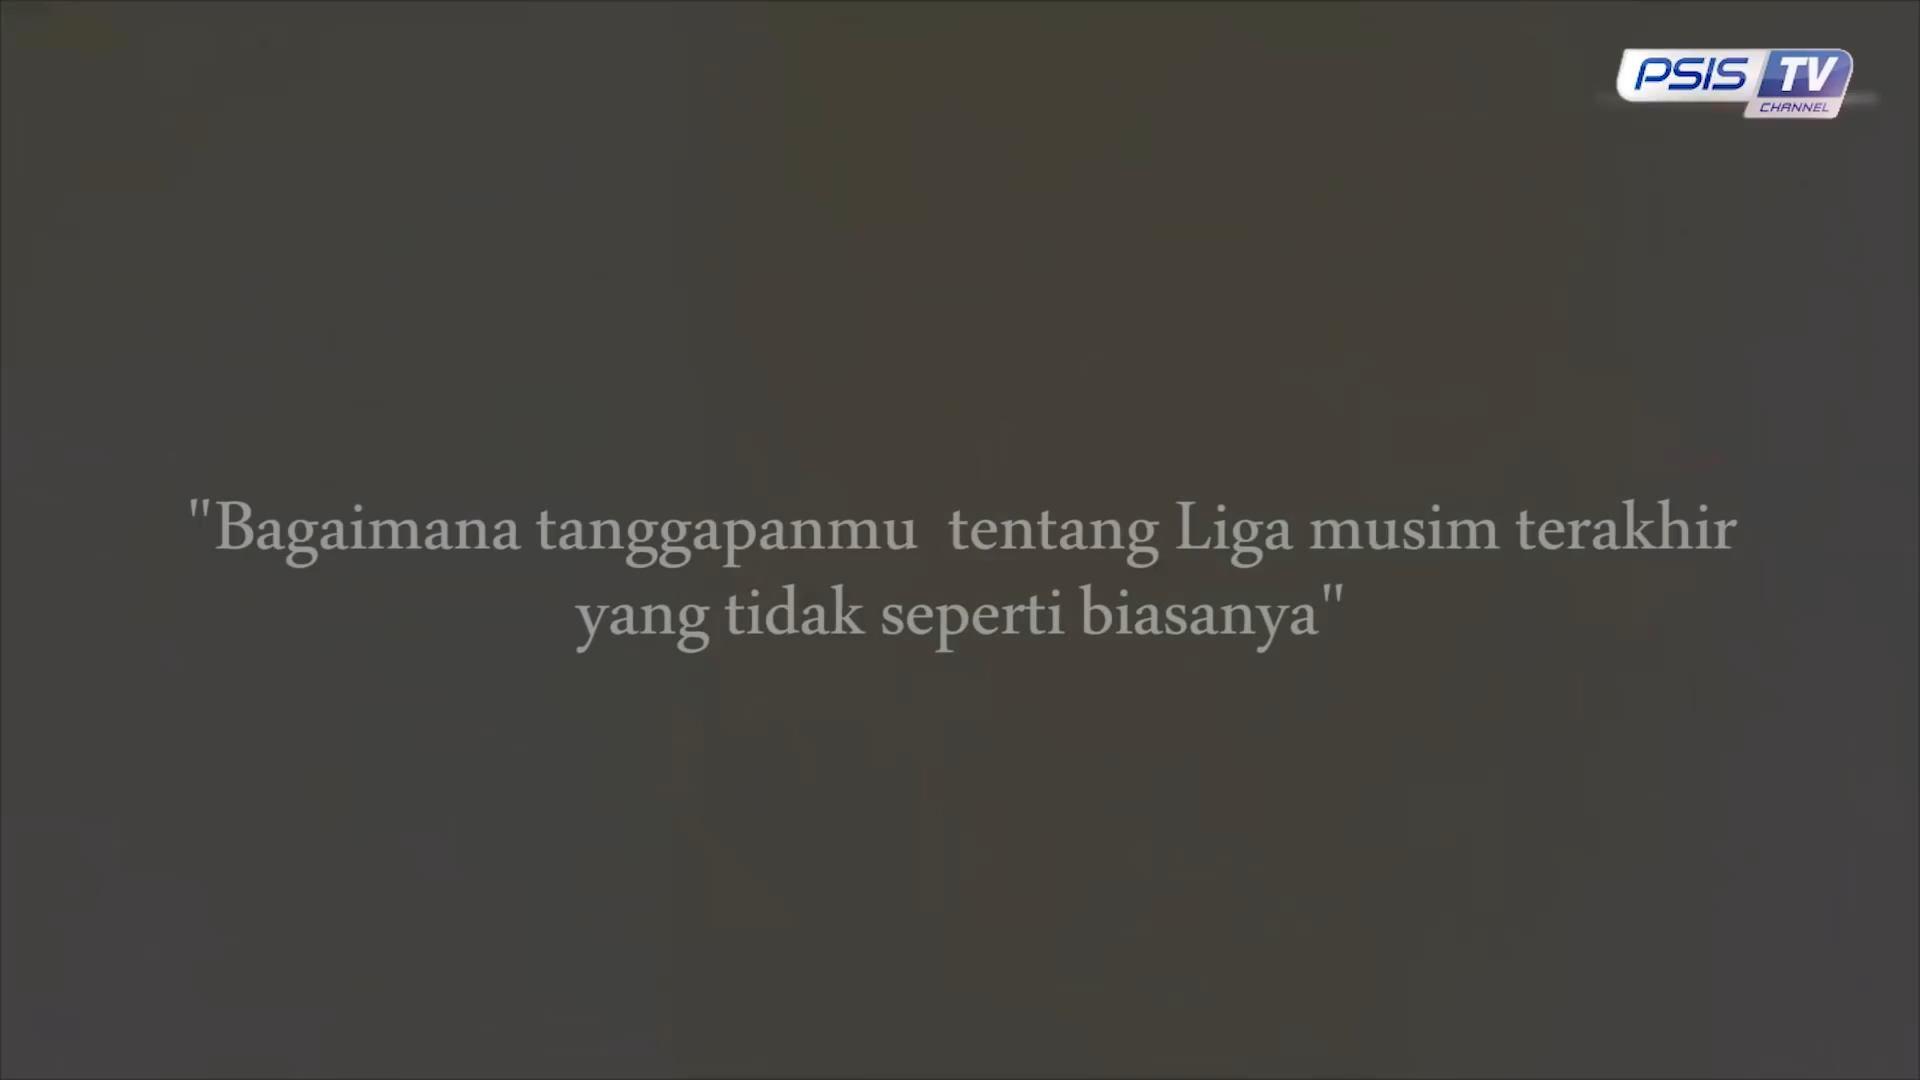 PSIS TV
CHANNEL
"Bagaimana tanggapanmu  tentang Liga musim terakhir
yang tidak seperti biasanya"